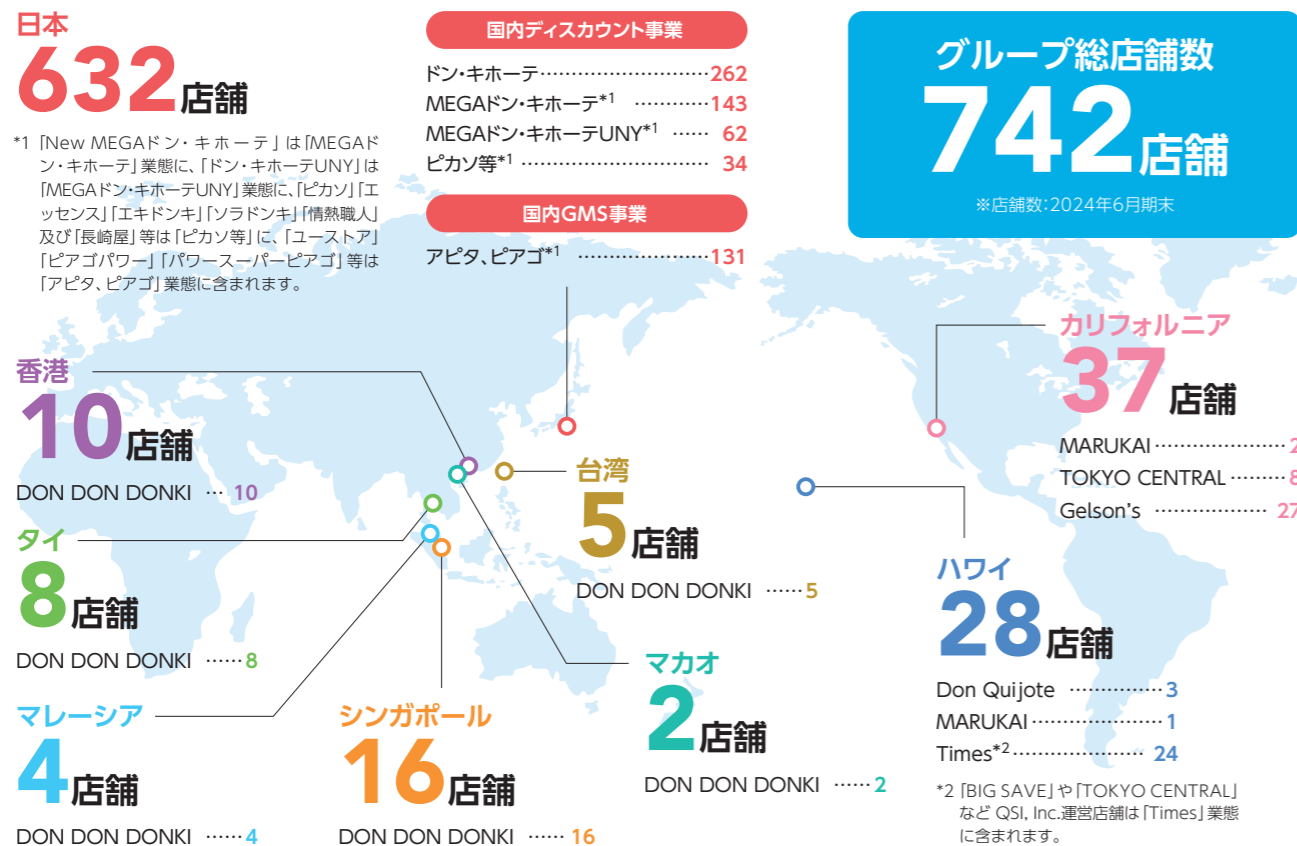 日本
632店舗
*1 「New MEGAドン・キホーテ」は「MEGAド
ン・キホーテ」業態に、「ドン・キホーテUNY」は
「MEGAドン・キホーテUNY」業態に、「ピカソ」「エ
ッセンス」「エキドンキ」「ソラドンキ」「情熱職人」
及び「長崎屋」等は「ピカソ等」に、「ユーストア」
「ピアゴパワー」「パワースーパーピアゴ」等は
「アピタ、ピアゴ」業態に含まれます。
国内ディスカウント事業
ドン・キホーテ……………………262
MEGAドン・キホーテ*1 …………143
MEGAドン・キホーテUNY*1 …… 62
ピカソ等*1 ……………………… 34
国内GMS事業
アピタ、ピアゴ*1 …………………131
グループ総店舗数
742店舗
※店舗数:2024年6月期末
香港
10店舗
DON DON DONKI … 10
タイ
8店舗
DON DON DONKI ……8
マレーシア
4店舗
DON DON DONKI ……4
シンガポール
16店舗
DON DON DONKI …… 16
台湾
5店舗
DON DON DONKI ……5
マカオ
2店舗
DON DON DONKI ……2
カリフォルニア
37店舗
MARUKAI…………………2
TOKYO CENTRAL………8
Gelson's ……………… 27
ハワイ
28店舗
Don Quijote ……………3
MARUKAI…………………1
Times*2………………… 24
*2 「BIG SAVE」や「TOKYO CENTRAL」
など QSI, Inc.運営店舗は「Times」業態
に含まれます。